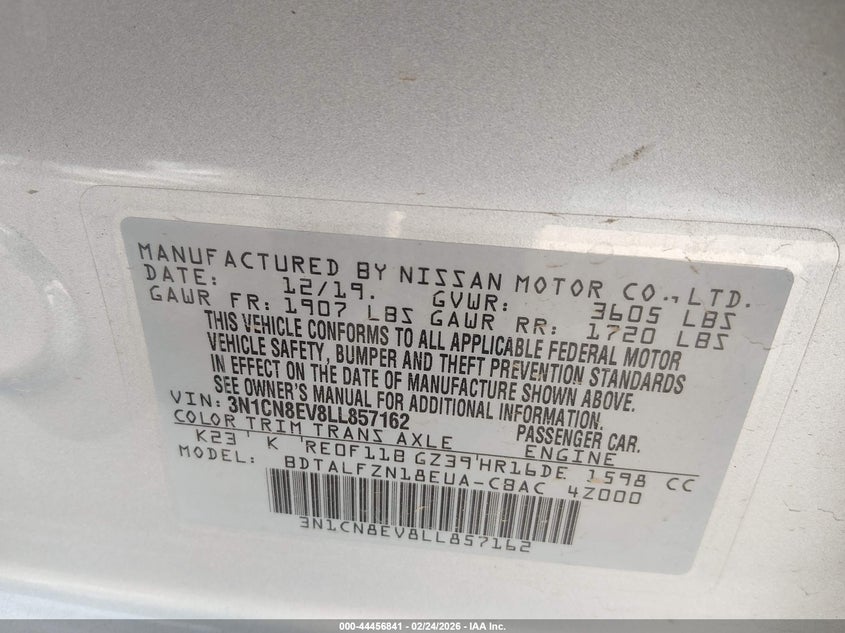 MANUFACTURED BY NISSAN MOTOR CO., LTD.
DATE: 12/19. GVWR: 3605 LBS
GAWR FR: 1907 LBS GAWR RR: 1720 LBS
THIS VEHICLE CONFORMS TO ALL APPLICABLE FEDERAL MOTOR
VEHICLE SAFETY, BUMPER AND THEFT PREVENTION STANDARDS
IN EFFECT ON THE DATE OF MANUFACTURE SHOWN ABOVE.
SEE OWNER'S MANUAL FOR ADDITIONAL INFORMATION.
VIN: 3N1CN8EV8LL857162 PASSENGER CAR.
COLOR TRIM TRANS AXLE ENGINE
K23 ' K 'RE0F11B GZ39'HR16DE 1598 CC
MODEL: BDTALFZN18EUA-C8AC 4Z000
3N1CN8EV8LL857162
000-44456841 / 02/24/2026 - IAA Inc.